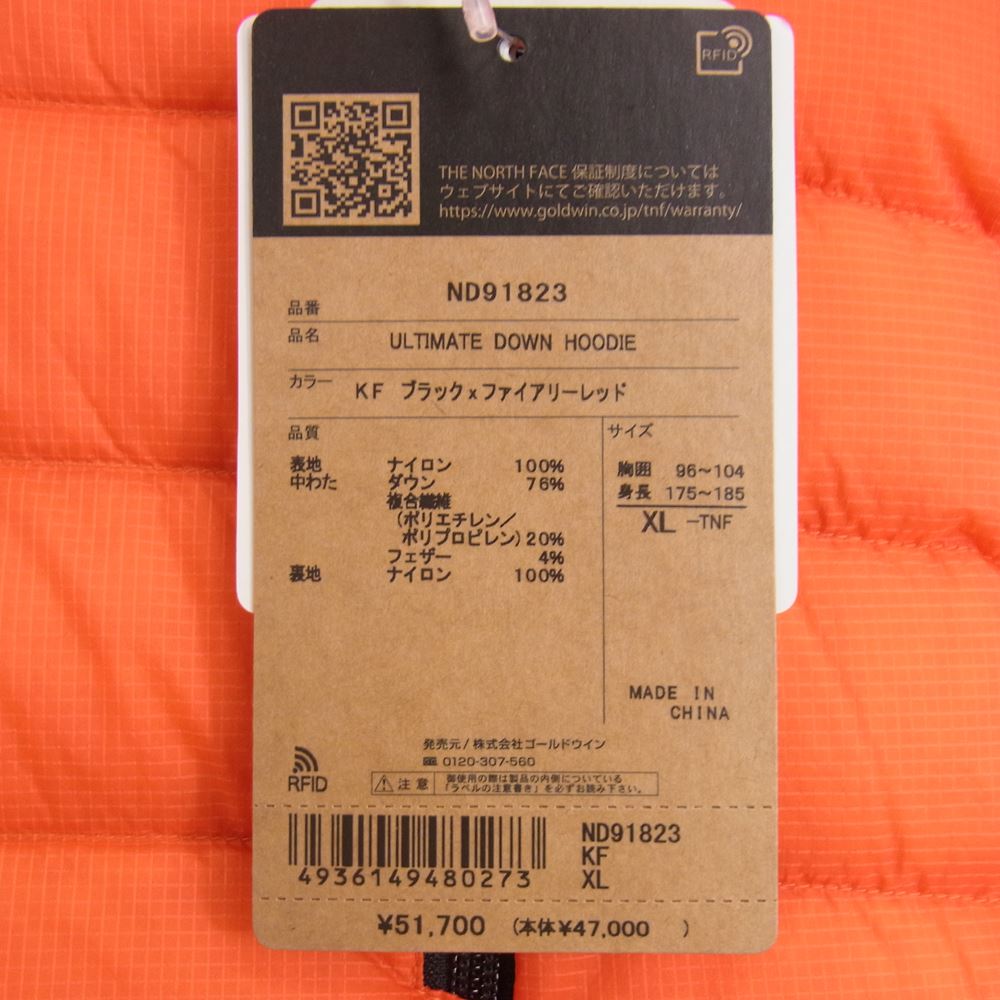 RFID
THE NORTH FACE 保証制度については
ウェブサイトにてご確認いただけます。
https://www.goldwin.co.jp/tnf/warranty/
品番 ND91823
品名 ULTIMATE DOWN HOODIE
カラー KF ブラックxファイアリーレッド
品質
表地 ナイロン 100%
中わた ダウン 76%
複合繊維
(ポリエチレン/
ポリプロピレン)20%
フェザー 4%
裏地 ナイロン 100%
サイズ
胸囲 96〜104
身長 175〜185
XL -TNF
MADE IN
CHINA
発売元/株式会社ゴールドウイン
0120-307-560
RFID
注意
御使用の際は製品の内側についている
「ラベルの注意書き」を必ずお読み下さい。
4936149480273
ND91823
KF
XL
¥51,700 (本体¥47,000 )